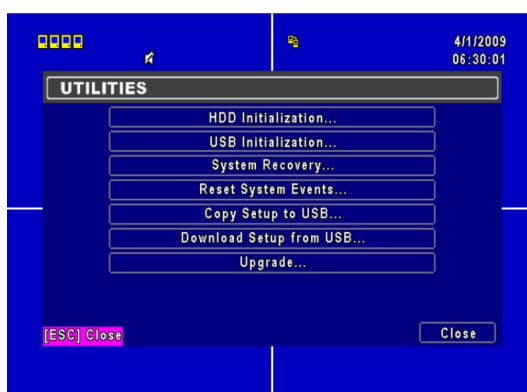 4/1/2009
06:30:01
UTILITIES
HDD Initialization...
USB Initialization...
System Recovery...
Reset System Events...
Copy Setup to USB...
Download Setup from USB...
Upgrade...
[ESC] Close
Close